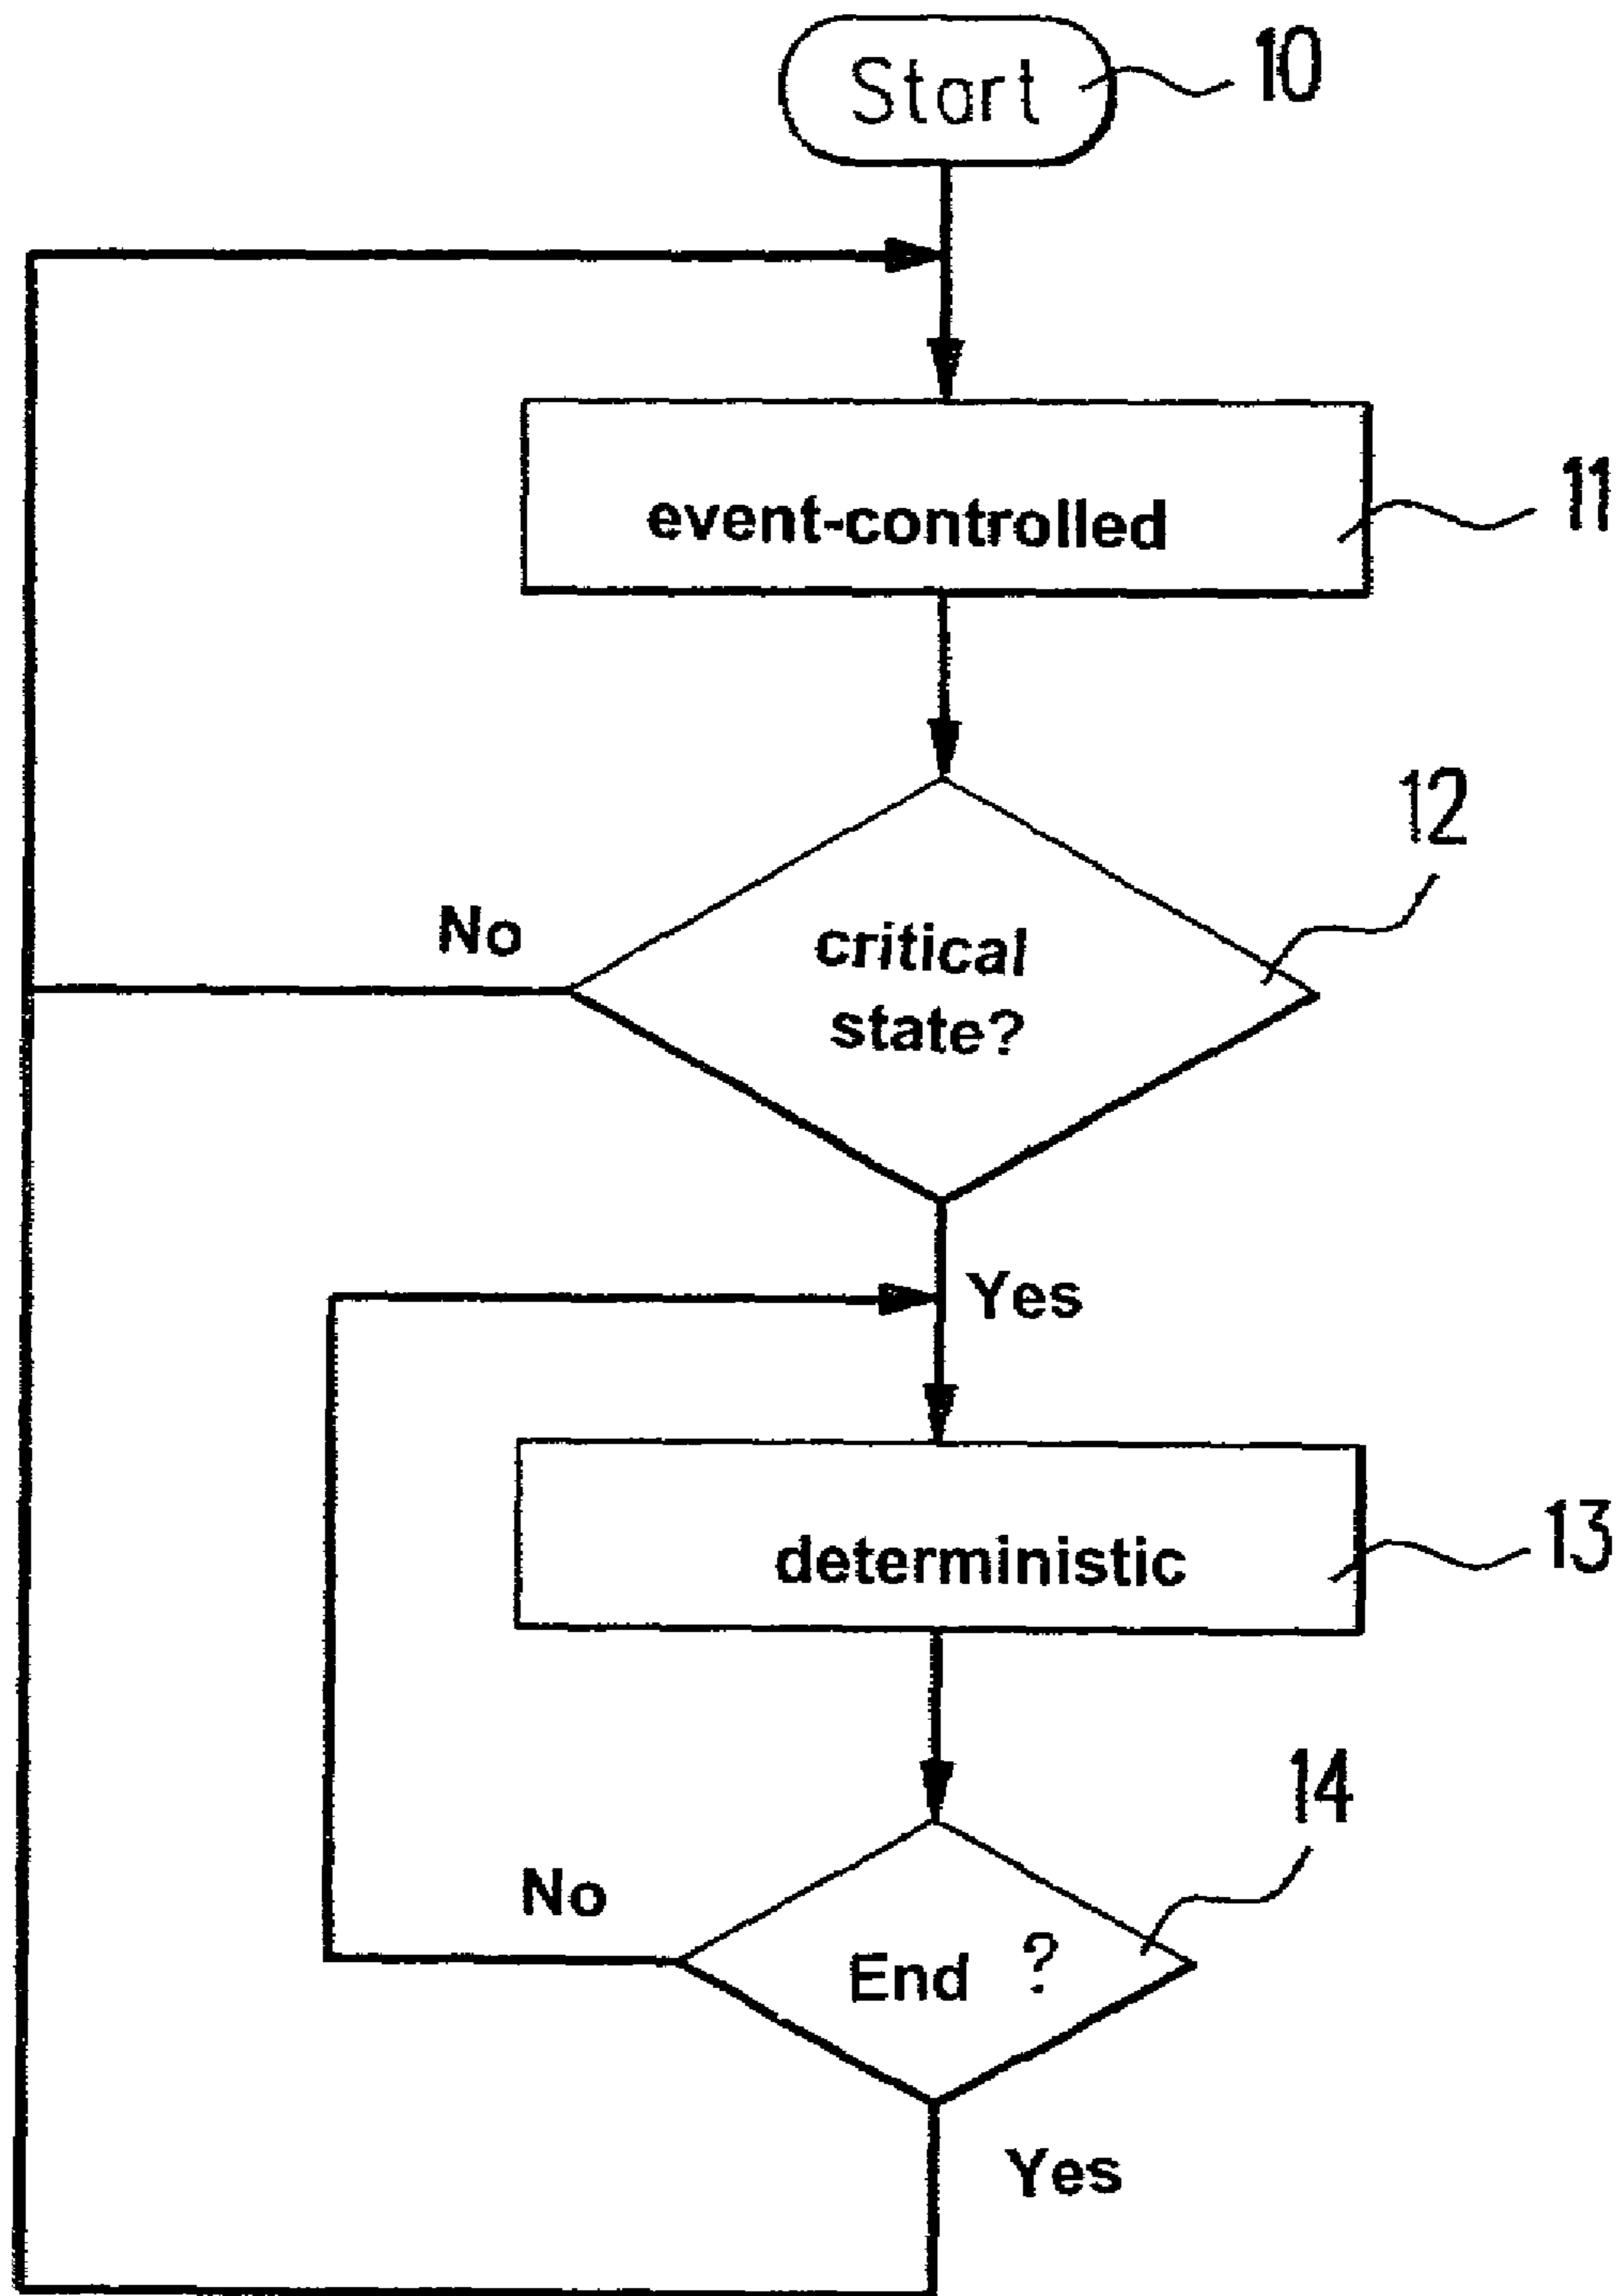 Start
10
event-controlled
11
12
No
critical
state?
Yes
deterministic
13
14
No
End ?
Yes